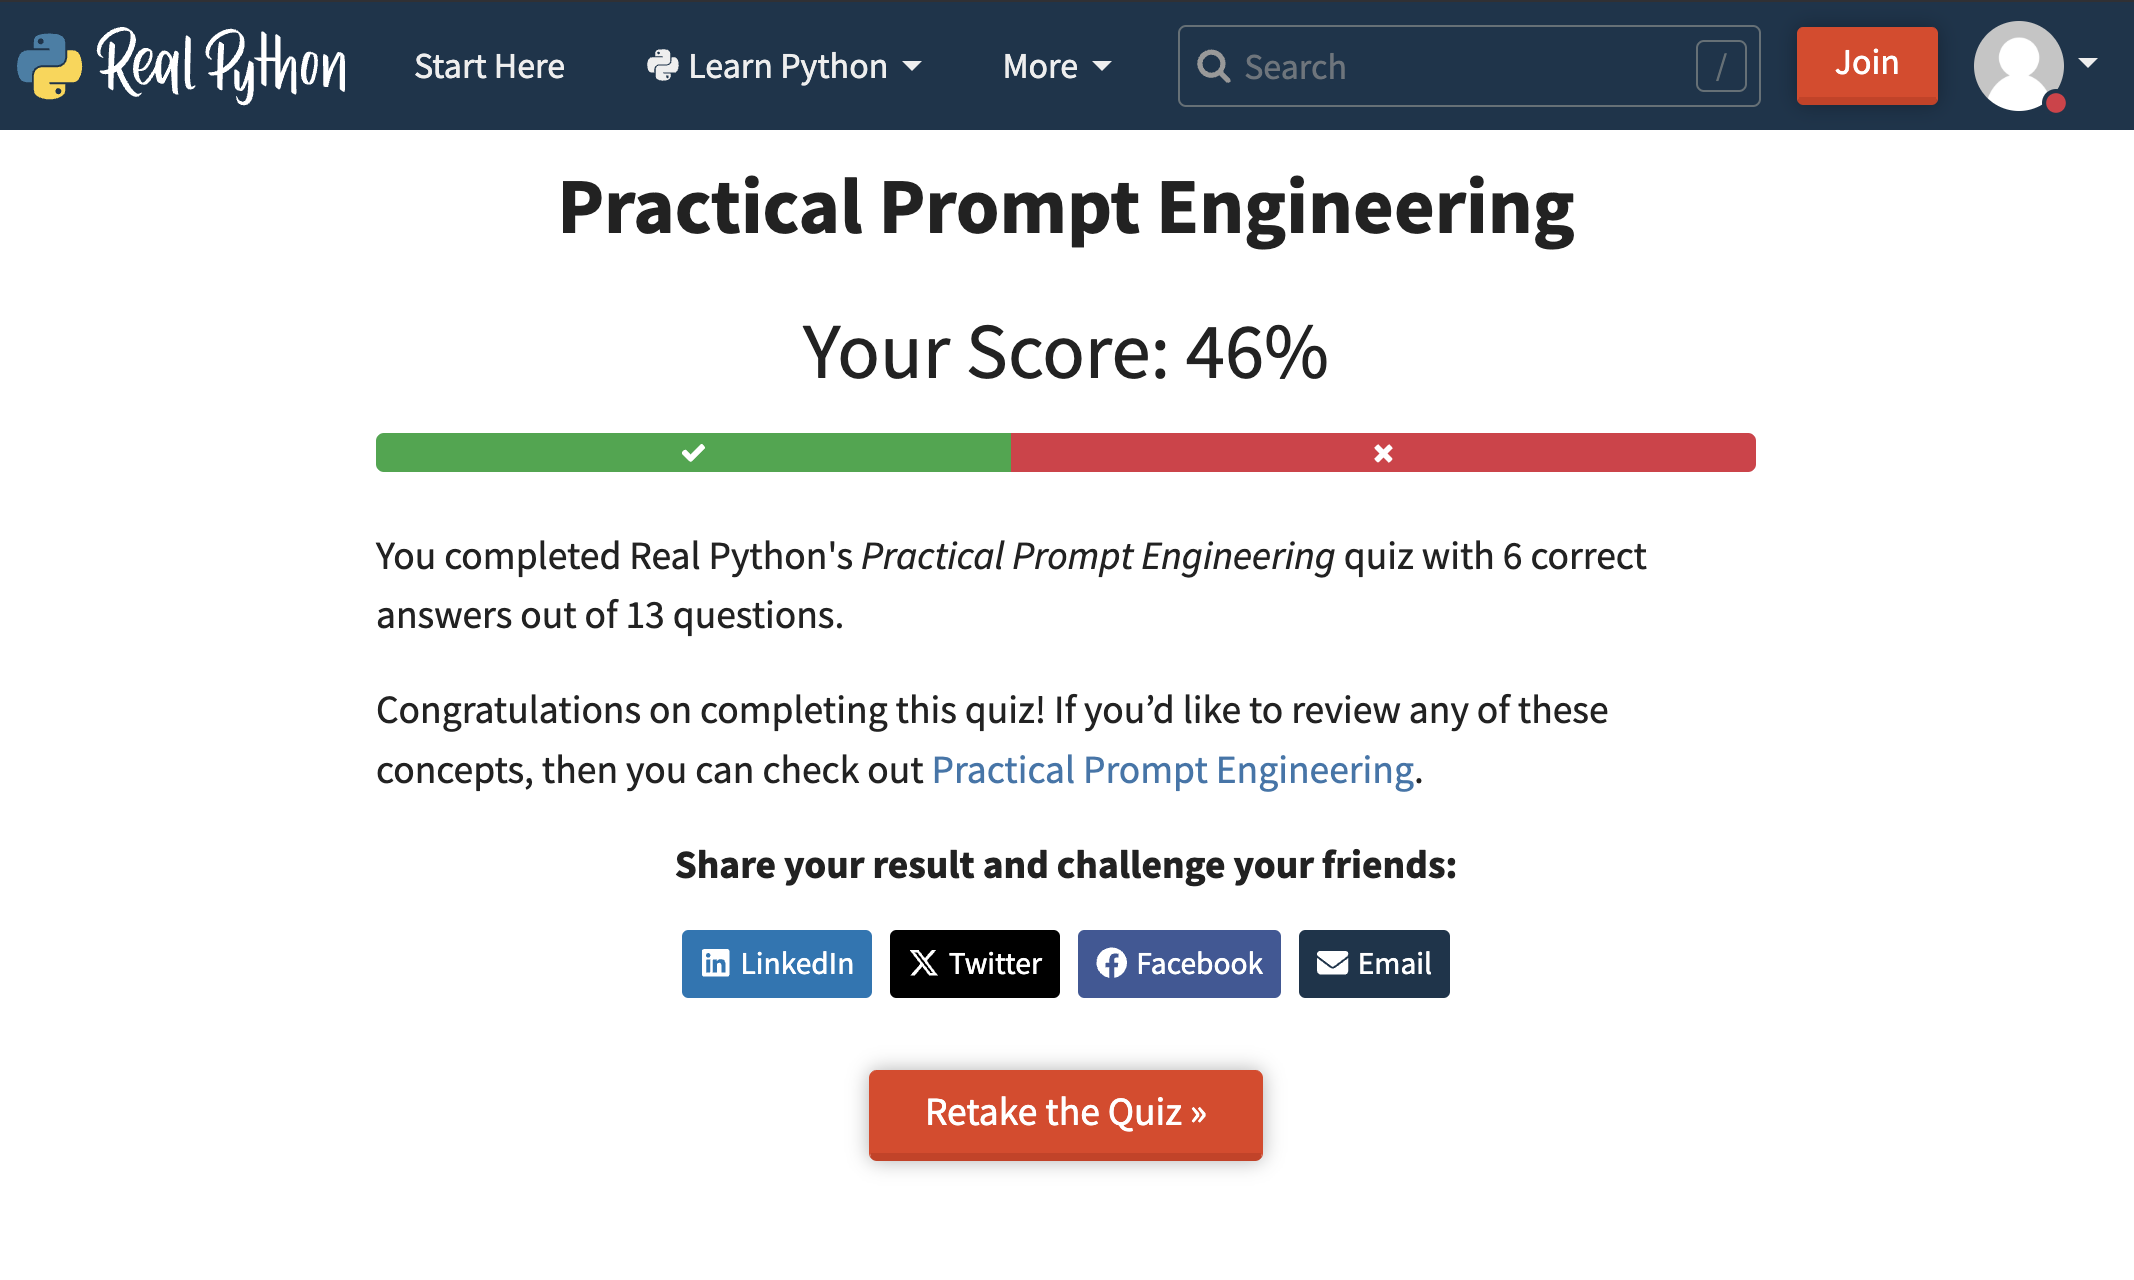 Real Python
Start Here
Learn Python
More
Search
/
Join
Practical Prompt Engineering
Your Score: 46%
You completed Real Python's Practical Prompt Engineering quiz with 6 correct
answers out of 13 questions.
Congratulations on completing this quiz! If you’d like to review any of these
concepts, then you can check out Practical Prompt Engineering.
Share your result and challenge your friends:
LinkedIn
Twitter
Facebook
Email
Retake the Quiz »